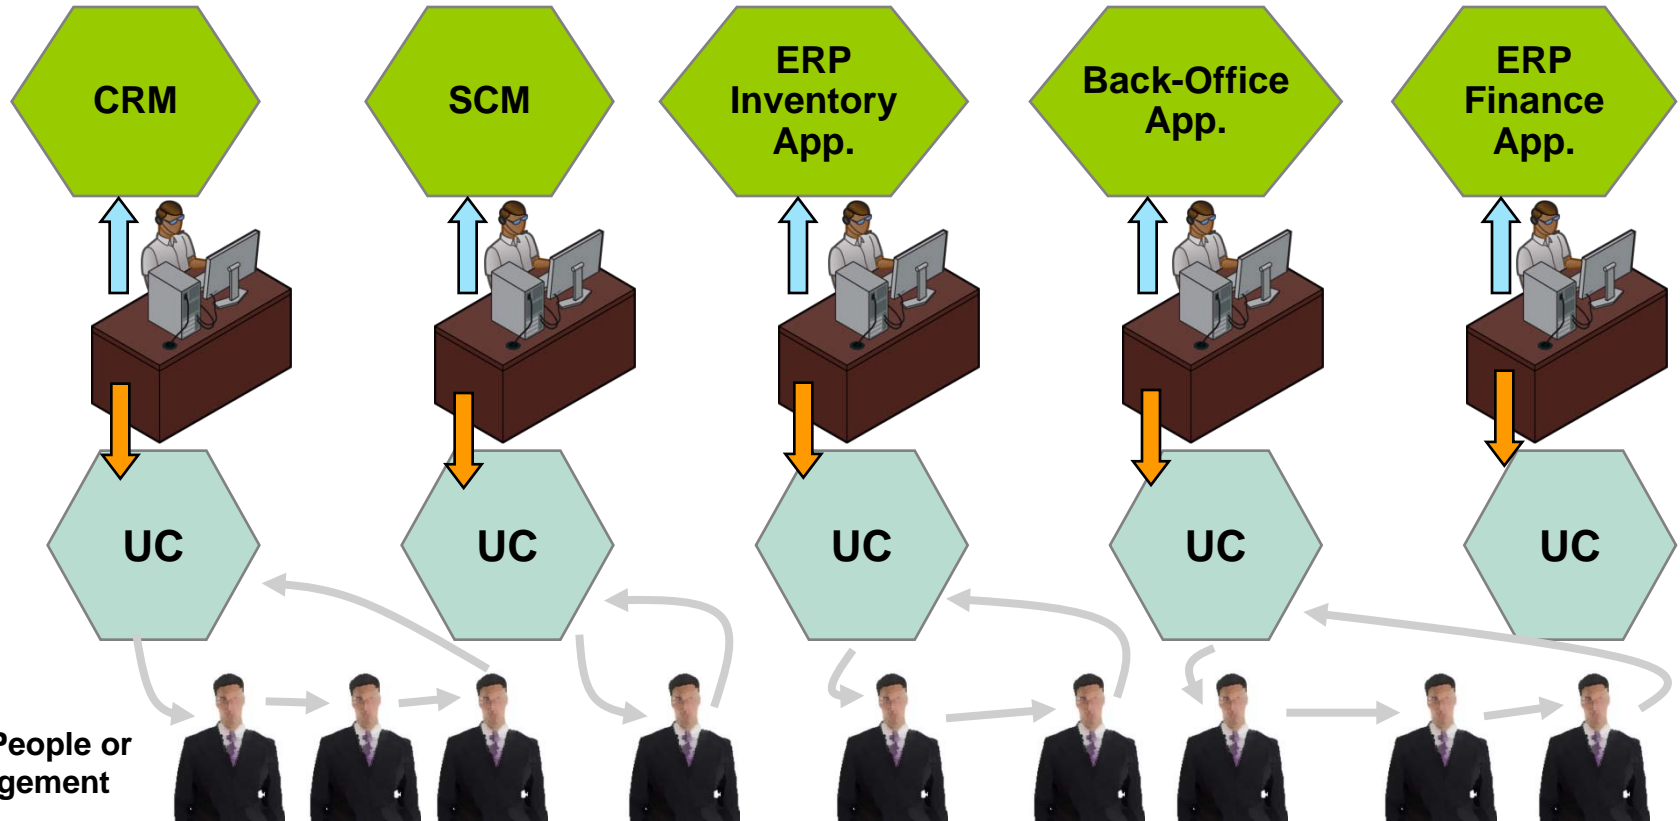 CRM
SCM
ERP
Inventory
App.
Back-Office
App.
ERP
Finance
App.
UC
UC
UC
UC
UC
People or
gement